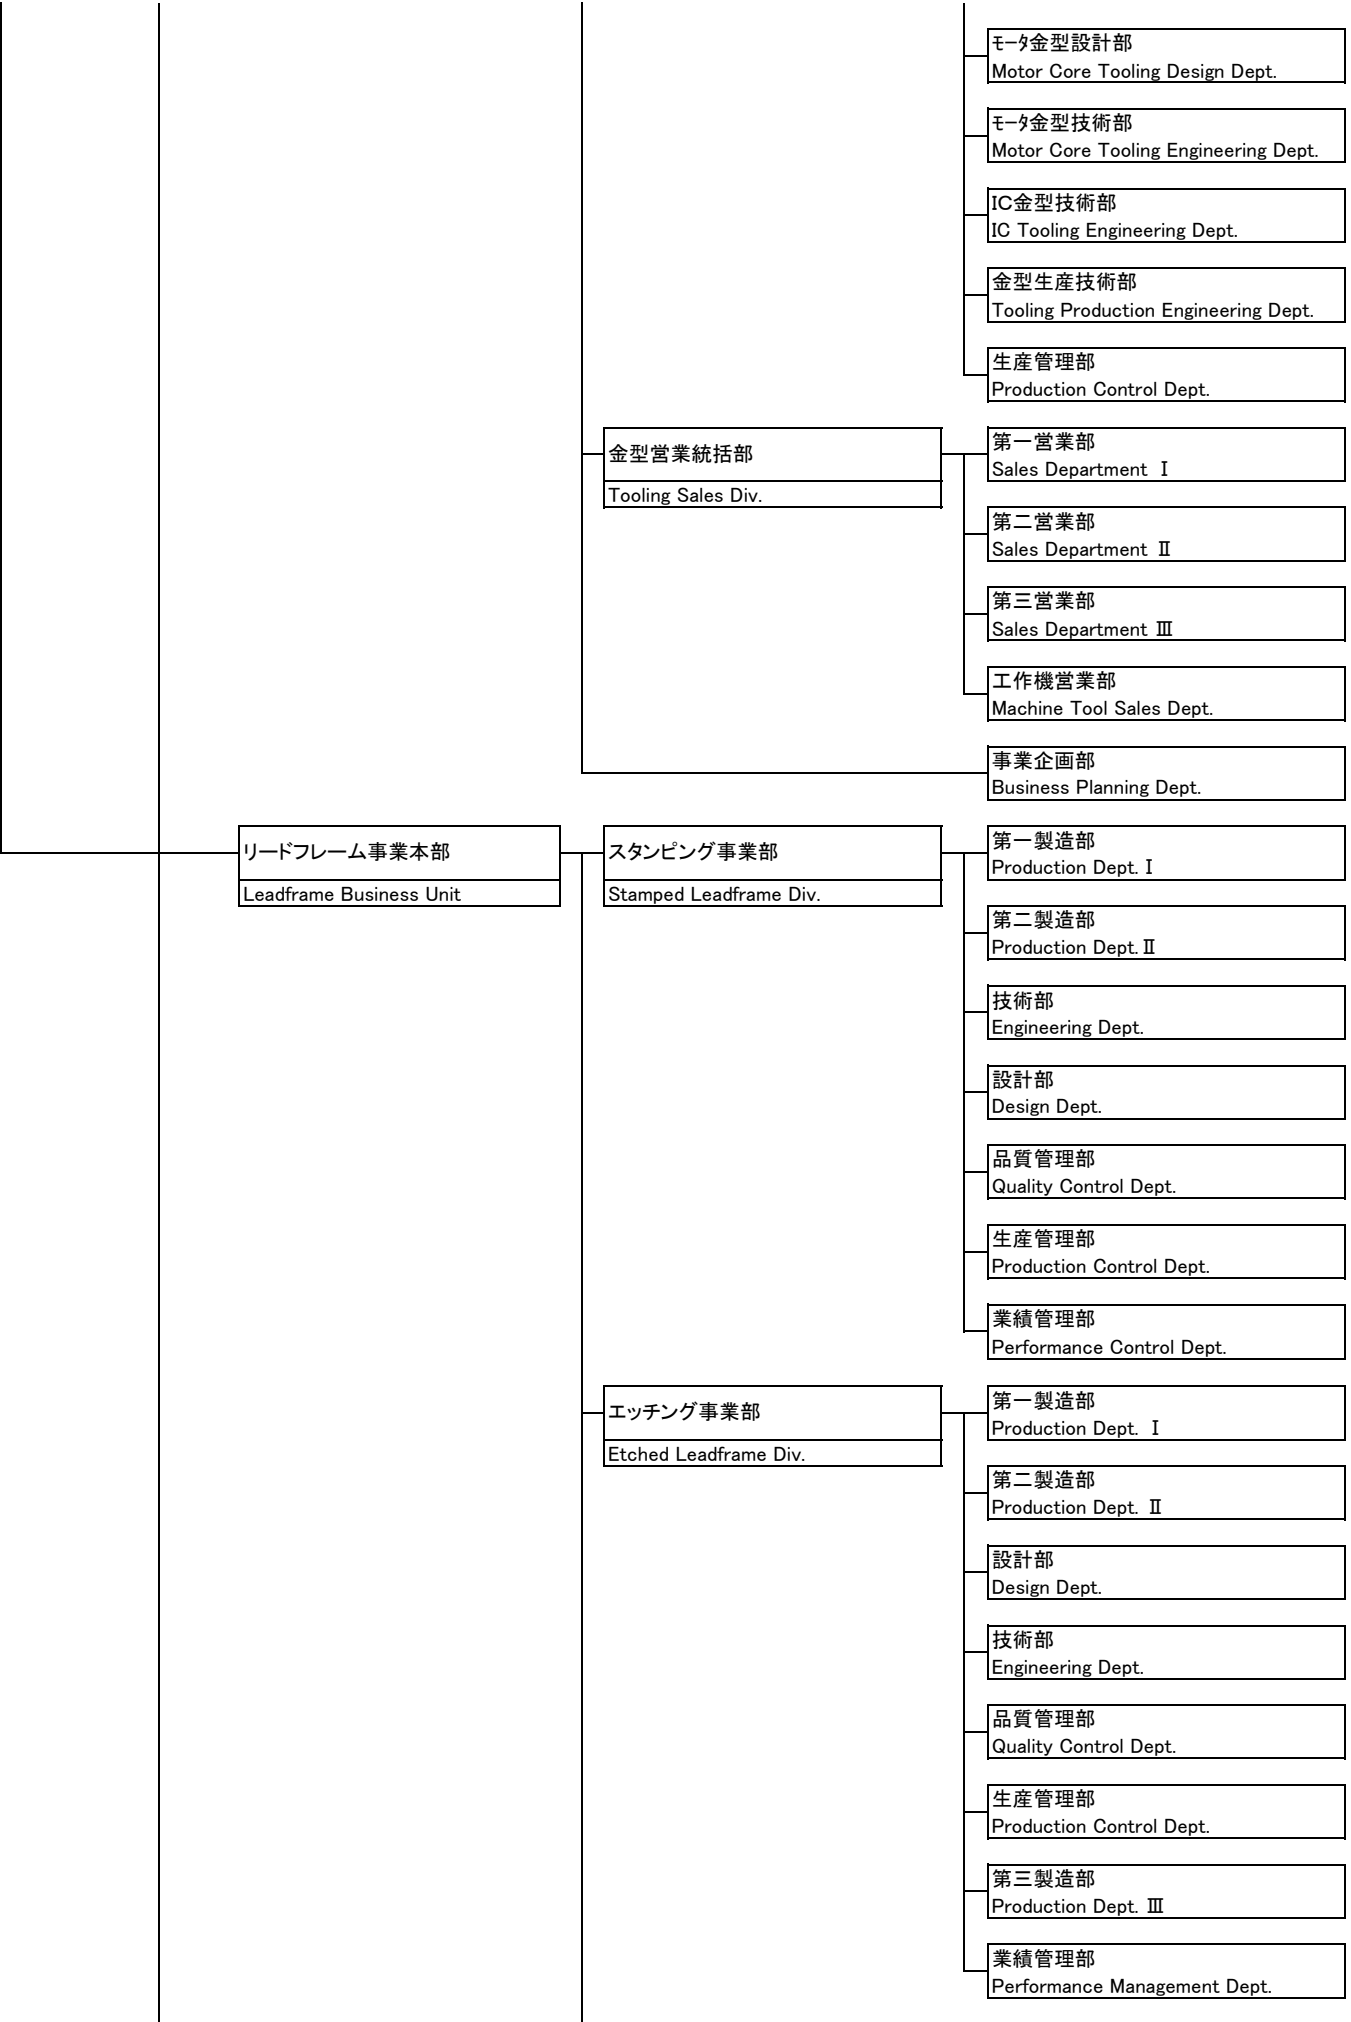 ﾓｰﾀ金型設計部
Motor Core Tooling Design Dept.
ﾓｰﾀ金型技術部
Motor Core Tooling Engineering Dept.
IC金型技術部
IC Tooling Engineering Dept.
金型生産技術部
Tooling Production Engineering Dept.
生産管理部
Production Control Dept.
金型営業統括部
Tooling Sales Div.
第一営業部
Sales Department Ⅰ
第二営業部
Sales Department Ⅱ
第三営業部
Sales Department Ⅲ
工作機営業部
Machine Tool Sales Dept.
事業企画部
Business Planning Dept.
リードフレーム事業本部
Leadframe Business Unit
スタンピング事業部
Stamped Leadframe Div.
第一製造部
Production Dept.Ⅰ
第二製造部
Production Dept.Ⅱ
技術部
Engineering Dept.
設計部
Design Dept.
品質管理部
Quality Control Dept.
生産管理部
Production Control Dept.
業績管理部
Performance Control Dept.
エッチング事業部
Etched Leadframe Div.
第一製造部
Production Dept. Ⅰ
第二製造部
Production Dept. Ⅱ
設計部
Design Dept.
技術部
Engineering Dept.
品質管理部
Quality Control Dept.
生産管理部
Production Control Dept.
第三製造部
Production Dept. Ⅲ
業績管理部
Performance Management Dept.